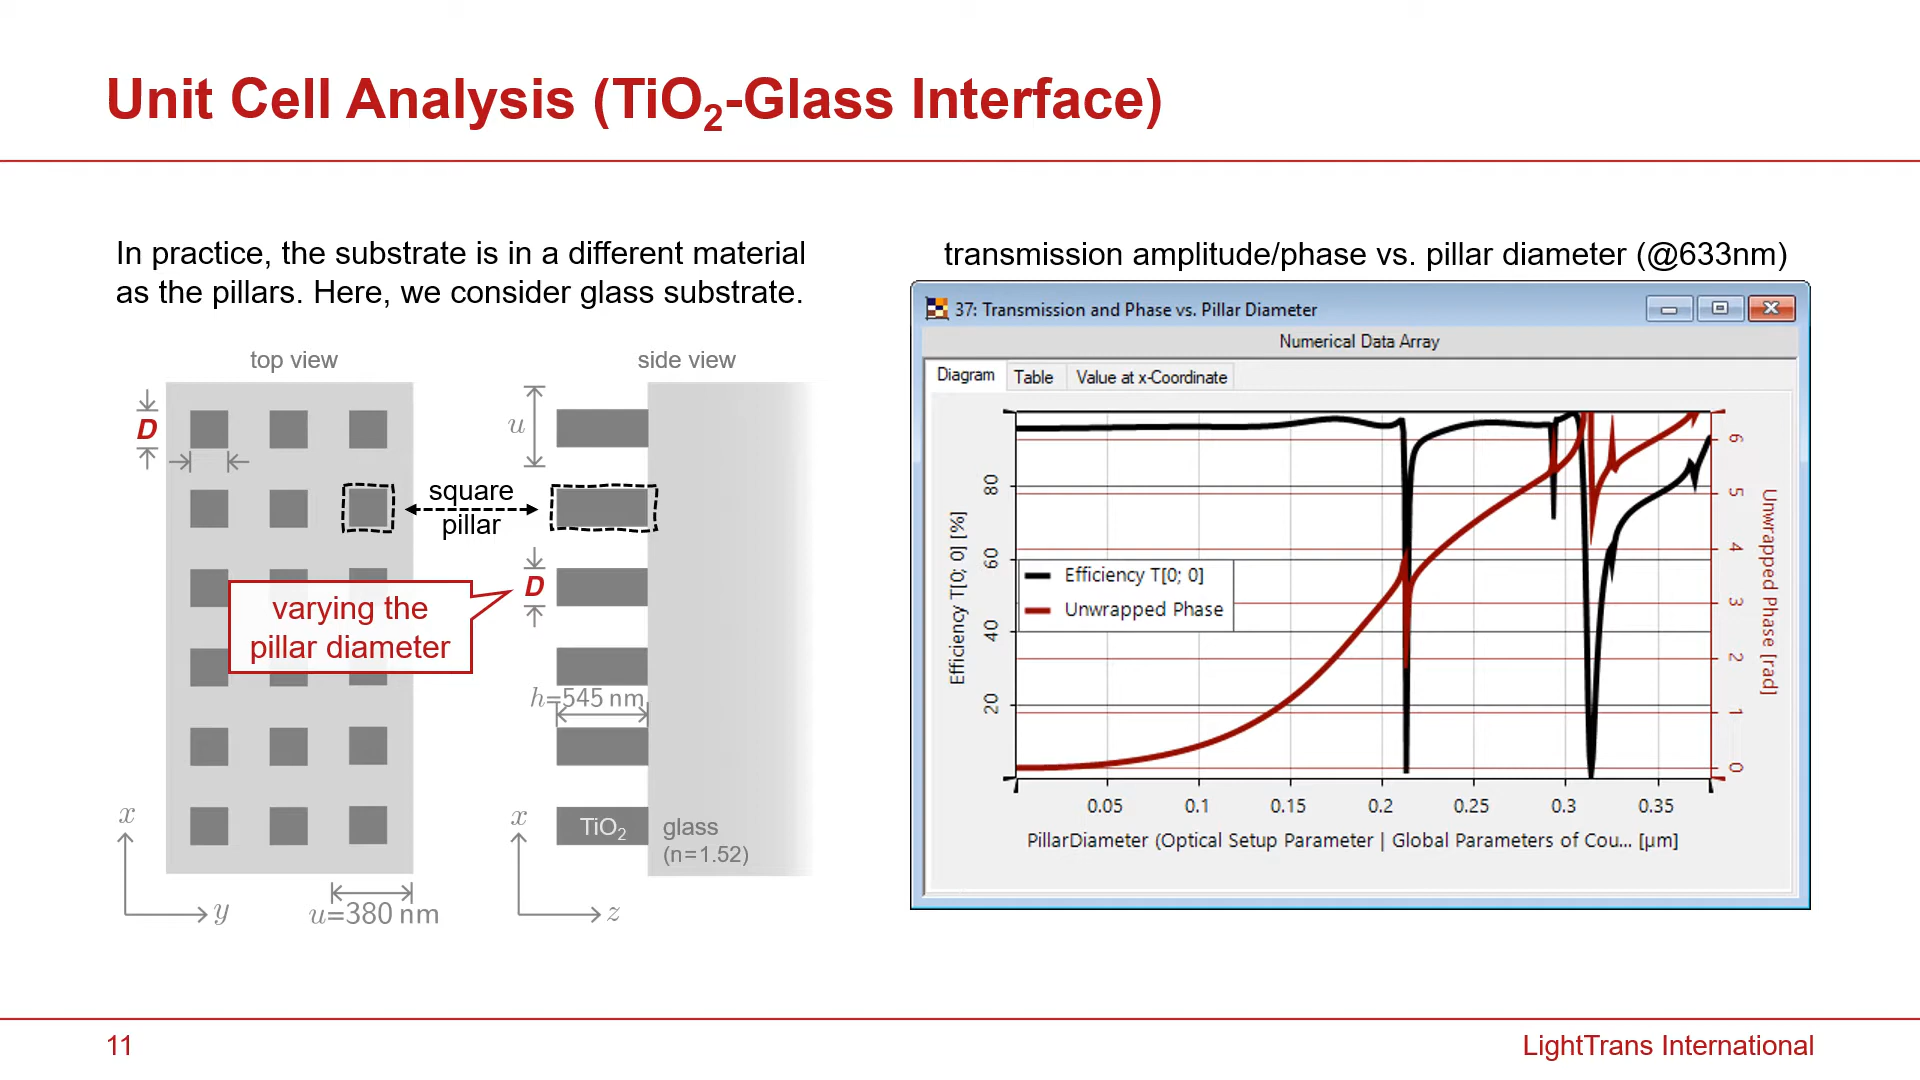 Unit Cell Analysis (TiO2-Glass Interface)
In practice, the substrate is in a different material
as the pillars. Here, we consider glass substrate.
top view
side view
D
u
square
pillar
D
varying the
pillar diameter
h=545 nm
TiO2
glass
(n=1.52)
x
y
u=380 nm
x
z
transmission amplitude/phase vs. pillar diameter (@633nm)
37: Transmission and Phase vs. Pillar Diameter
Numerical Data Array
Diagram
Table
Value at x-Coordinate
Efficiency T[0; 0] [%]
80
60
40
20
Efficiency T[0; 0]
Unwrapped Phase
6
5
4
3
2
1
0
Unwrapped Phase [rad]
0.05
0.1
0.15
0.2
0.25
0.3
0.35
PillarDiameter (Optical Setup Parameter | Global Parameters of Cou... [µm]
11
LightTrans International